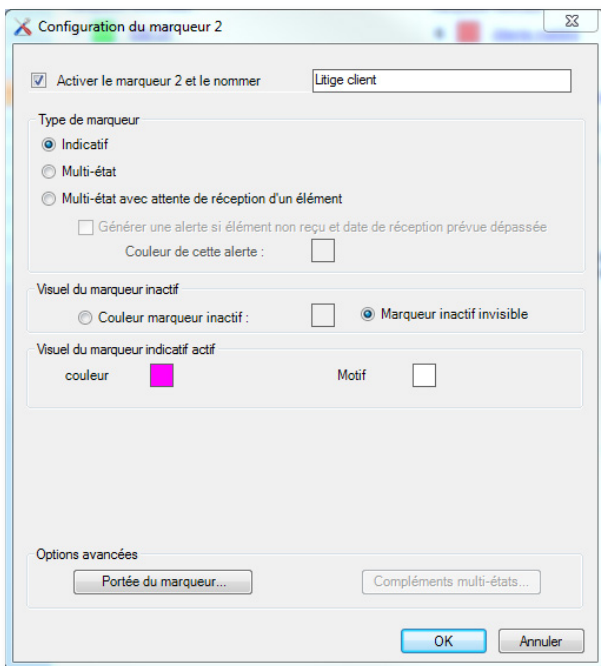 Configuration du marqueur 2
Activer le marqueur 2 et le nommer Litige client
Type de marqueur
Indicatif
Multi-état
Multi-état avec attente de réception d'un élément
Générer une alerte si élément non reçu et date de réception prévue dépassée
Couleur de cette alerte :
Visuel du marqueur inactif
Couleur marqueur inactif : Marqueur inactif invisible
Visuel du marqueur indicatif actif
couleur Motif
Options avancées
Portée du marqueur... Compléments multi-états...
OK Annuler